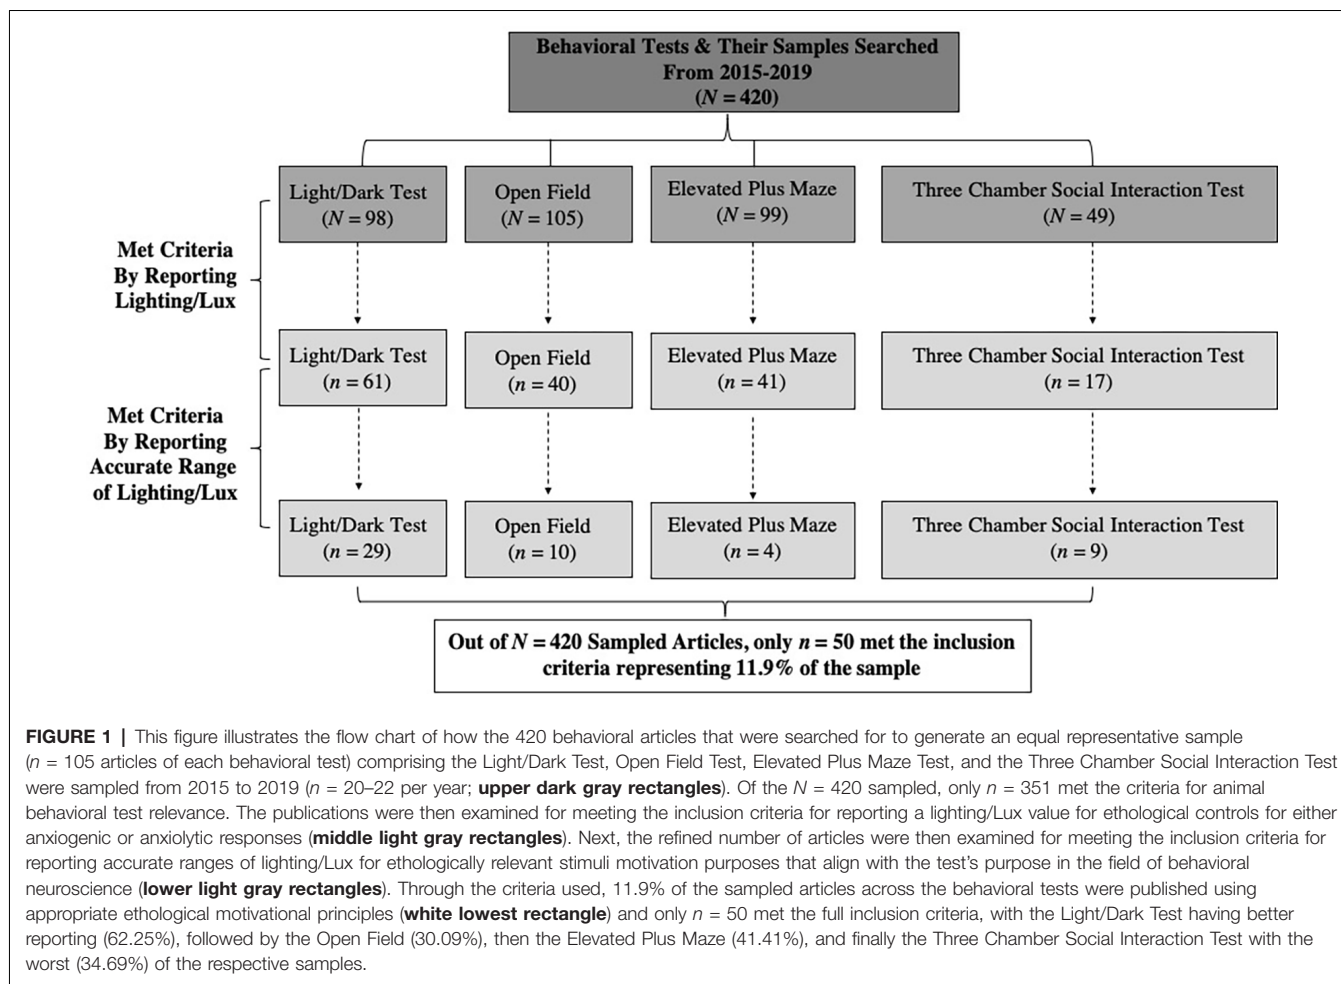 Behavioral Tests & Their Samples Searched
From 2015-2019
(N = 420)
Light/Dark Test
(N = 98)
Open Field
(N = 105)
Elevated Plus Maze
(N = 99)
Three Chamber Social Interaction Test
(N = 49)
Met Criteria
By Reporting
Lighting/Lux
Light/Dark Test
(n = 61)
Open Field
(n = 40)
Elevated Plus Maze
(n = 41)
Three Chamber Social Interaction Test
(n = 17)
Met Criteria
By Reporting
Accurate Range
of Lighting/Lux
Light/Dark Test
(n = 29)
Open Field
(n = 10)
Elevated Plus Maze
(n = 4)
Three Chamber Social Interaction Test
(n = 9)
Out of N = 420 Sampled Articles, only n = 50 met the inclusion
criteria representing 11.9% of the sample
FIGURE 1 | This figure illustrates the flow chart of how the 420 behavioral articles that were searched for to generate an equal representative sample
(n = 105 articles of each behavioral test) comprising the Light/Dark Test, Open Field Test, Elevated Plus Maze Test, and the Three Chamber Social Interaction Test
were sampled from 2015 to 2019 (n = 20–22 per year; upper dark gray rectangles). Of the N = 420 sampled, only n = 351 met the criteria for animal
behavioral test relevance. The publications were then examined for meeting the inclusion criteria for reporting a lighting/Lux value for ethological controls for either
anxiogenic or anxiolytic responses (middle light gray rectangles). Next, the refined number of articles were then examined for meeting the inclusion criteria for
reporting accurate ranges of lighting/Lux for ethologically relevant stimuli motivation purposes that align with the test's purpose in the field of behavioral
neuroscience (lower light gray rectangles). Through the criteria used, 11.9% of the sampled articles across the behavioral tests were published using
appropriate ethological motivational principles (white lowest rectangle) and only n = 50 met the full inclusion criteria, with the Light/Dark Test having better
reporting (62.25%), followed by the Open Field (30.09%), then the Elevated Plus Maze (41.41%), and finally the Three Chamber Social Interaction Test with the
worst (34.69%) of the respective samples.